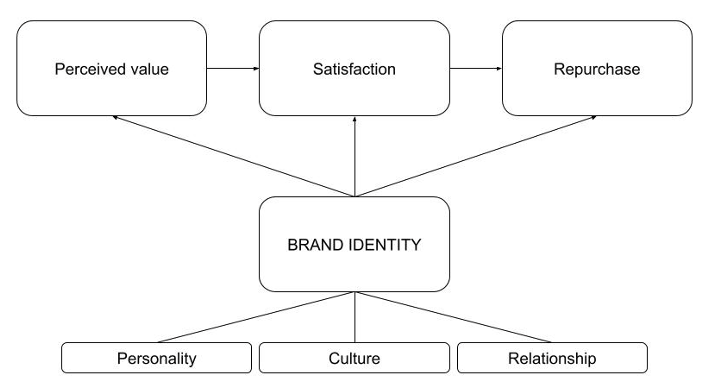 Perceived value
Satisfaction
Repurchase
BRAND IDENTITY
Personality
Culture
Relationship